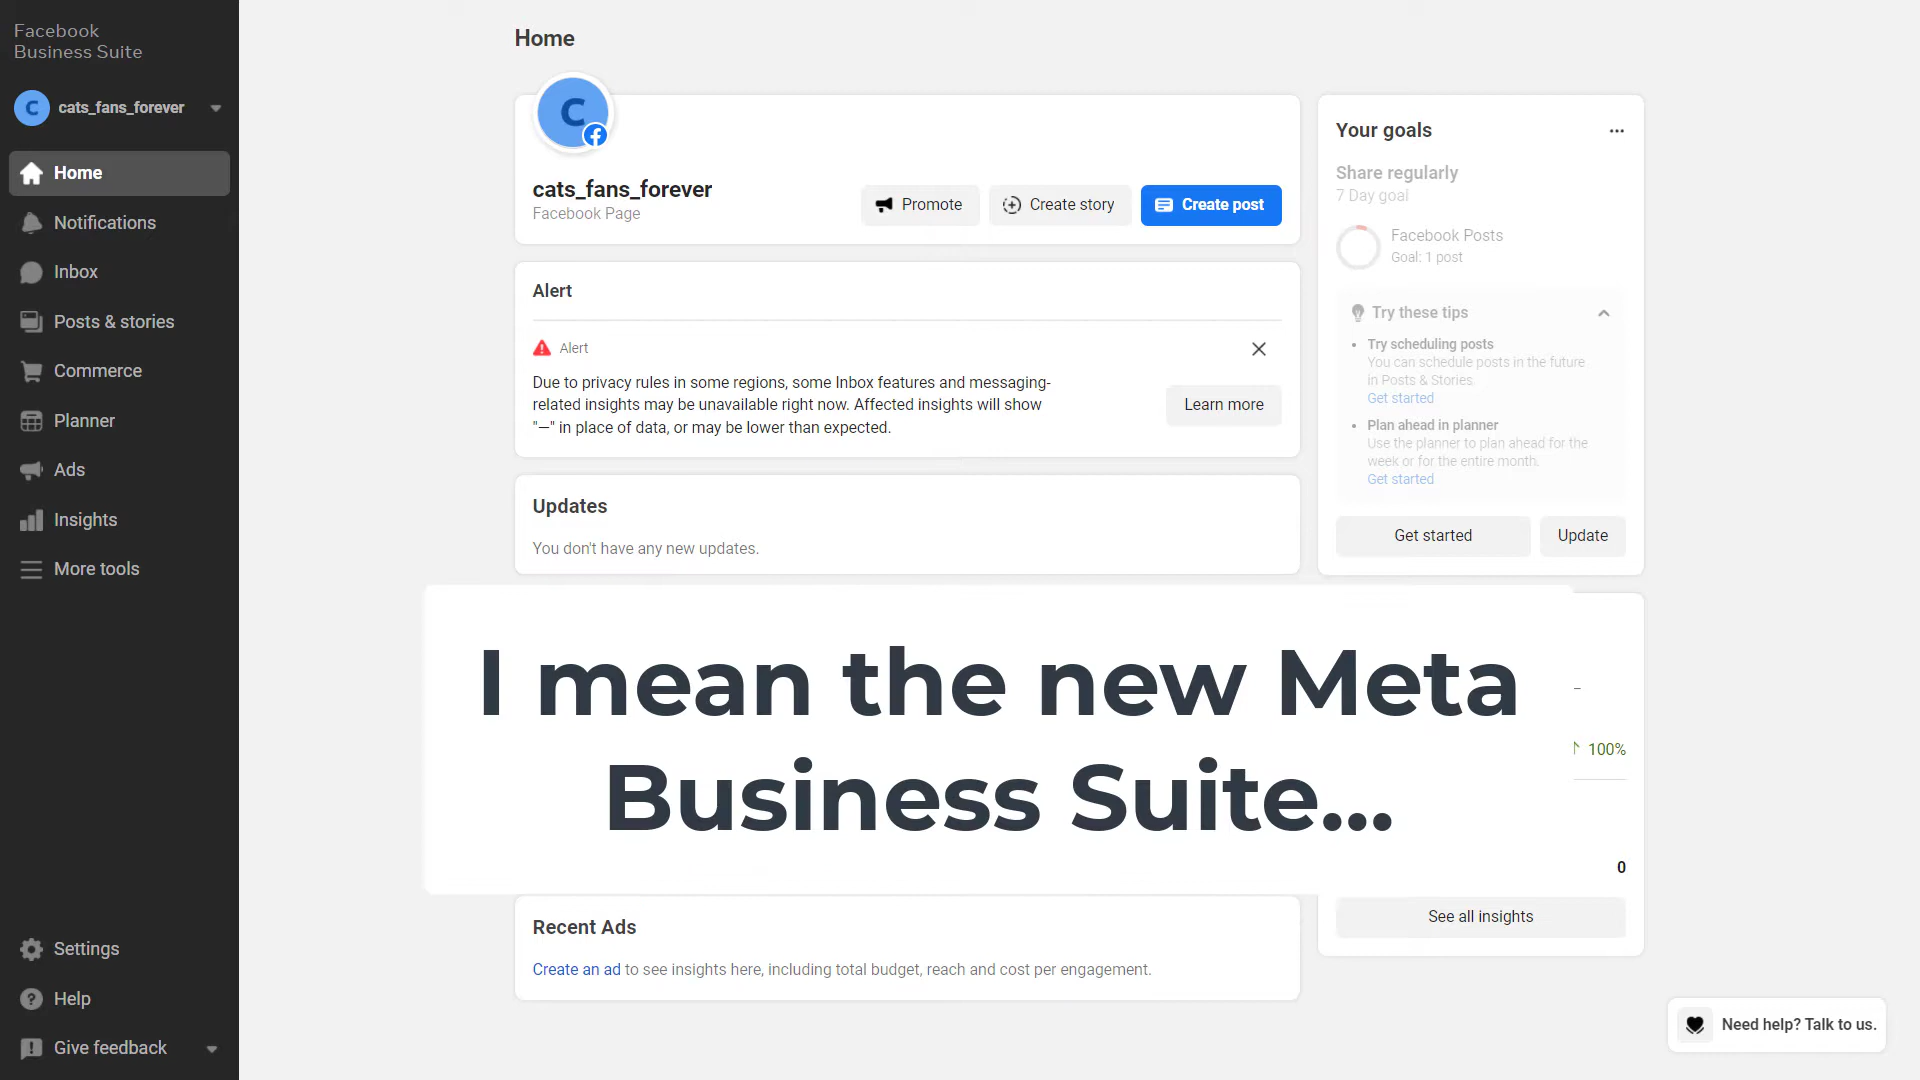 Facebook
Business Suite
C cats_fans_forever
Home
Notifications
Inbox
Posts & stories
Commerce
Planner
Ads
Insights
More tools
Settings
Help
Give feedback
Home
C
cats_fans_forever
Facebook Page
Promote
Create story
Create post
Alert
Alert
Due to privacy rules in some regions, some Inbox features and messaging-
related insights may be unavailable right now. Affected insights will show
"—" in place of data, or may be lower than expected.
Learn more
Updates
You don't have any new updates.
Your goals
Share regularly
7 Day goal
Facebook Posts
Goal: 1 post
Try these tips
• Try scheduling posts
You can schedule posts in the future
in Posts & Stories.
Get started
• Plan ahead in planner
Use the planner to plan ahead for the
week or for the entire month.
Get started
Get started
Update
I mean the new Meta
Business Suite...
–
100%
0
See all insights
Recent Ads
Create an ad to see insights here, including total budget, reach and cost per engagement.
Need help? Talk to us.